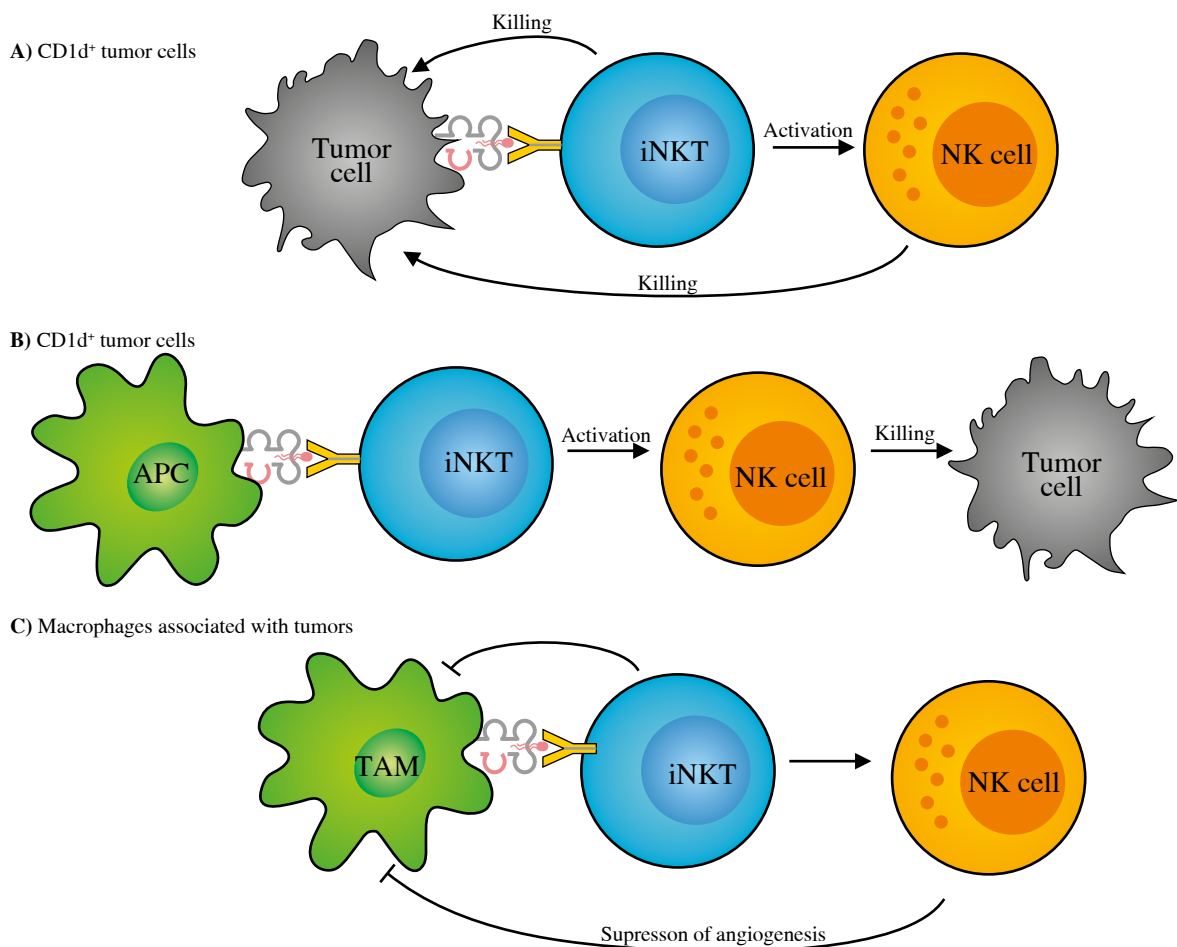 Killing
A) CD1d⁺ tumor cells
Tumor
cell
iNKT
Activation
NK cell
Killing
B) CD1d⁺ tumor cells
APC
iNKT
Activation
NK cell
Killing
Tumor
cell
C) Macrophages associated with tumors
TAM
iNKT
NK cell
Supresson of angiogenesis